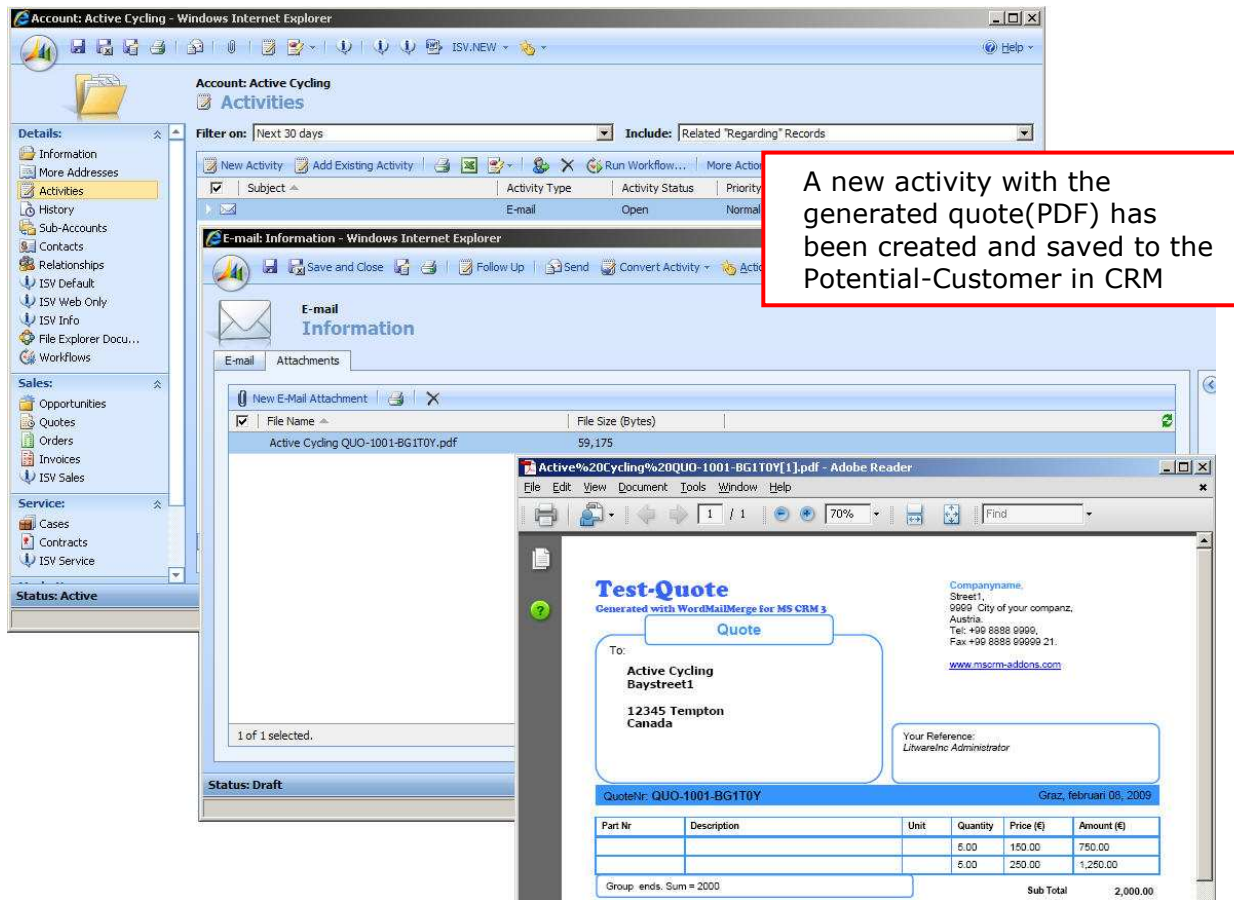 Account: Active Cycling - Windows Internet Explorer
ISV.NEW
Help
Account: Active Cycling
Activities
Details:
Information
More Addresses
Activities
History
Sub-Accounts
Contacts
Relationships
ISV Default
ISV Web Only
ISV Info
File Explorer Docu...
Workflows
Sales:
Opportunities
Quotes
Orders
Invoices
ISV Sales
Service:
Cases
Contracts
ISV Service
Status: Active
Filter on: Next 30 days Include: Related "Regarding" Records
New Activity Add Existing Activity Run Workflow... More Action
Subject Activity Type Activity Status Priority
E-mail Open Normal
A new activity with the
generated quote(PDF) has
been created and saved to the
Potential-Customer in CRM
E-mail: Information - Windows Internet Explorer
Save and Close Follow Up Send Convert Activity Actio
E-mail
Information
E-mail Attachments
New E-Mail Attachment
File Name File Size (Bytes)
Active Cycling QUO-1001-BG1T0Y.pdf 59,175
1 of 1 selected.
Status: Draft
Active%20Cycling%20QUO-1001-BG1T0Y[1].pdf - Adobe Reader
File Edit View Document Tools Window Help
1 / 1 70% Find
Test-Quote
Generated with WordMailMerge for MS CRM 3
Quote
To:
Active Cycling
Baystreet1
12345 Tempton
Canada
Companyname.
Street1,
9999 City of your companz,
Austria.
Tel: +99 8888 9999,
Fax +99 8888 99999 21.
www.mscrm-addons.com
Your Reference:
LitwareInc Administrator
QuoteNr: QUO-1001-BG1T0Y Graz, februari 08, 2009
Part Nr Description Unit Quantity Price (€) Amount (€)
5.00 150.00 750.00
5.00 250.00 1,250.00
Group ends. Sum = 2000
Sub Total 2,000.00